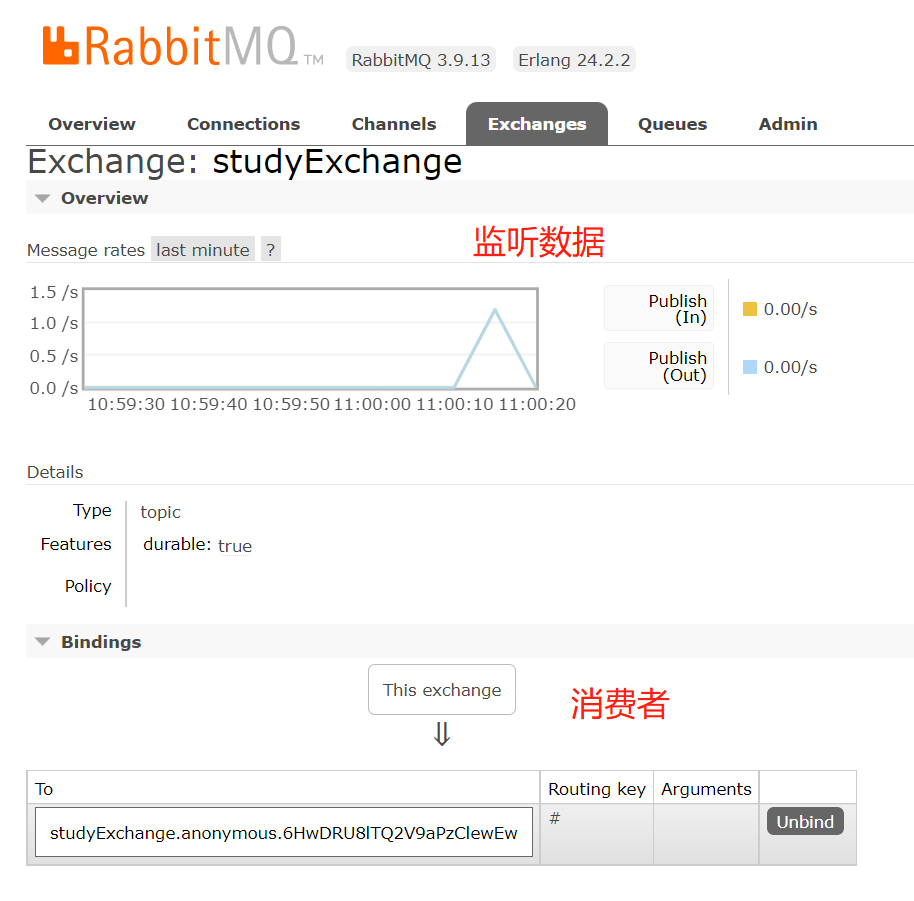 RabbitMQ TM RabbitMQ 3.9.13 Erlang 24.2.2
Overview Connections Channels Exchanges Queues Admin
Exchange: studyExchange
Overview
监听数据
Message rates last minute ?
1.5 /s
1.0 /s
0.5 /s
0.0 /s
10:59:30 10:59:40 10:59:50 11:00:00 11:00:10 11:00:20
Publish
(In)
0.00/s
Publish
(Out)
0.00/s
Details
Type topic
Features durable: true
Policy
Bindings
This exchange
消费者
⇓
To Routing key Arguments
studyExchange.anonymous.6HwDRU8lTQ2V9aPzClewEw # Unbind